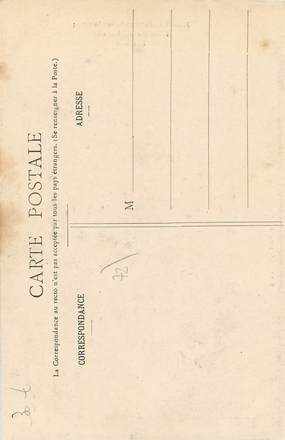 CARTE POSTALE
La Correspondance au recto n'est pas acceptée par tous les pays étrangers. (Se renseigner à la Poste.)
CORRESPONDANCE
ADRESSE
M
72